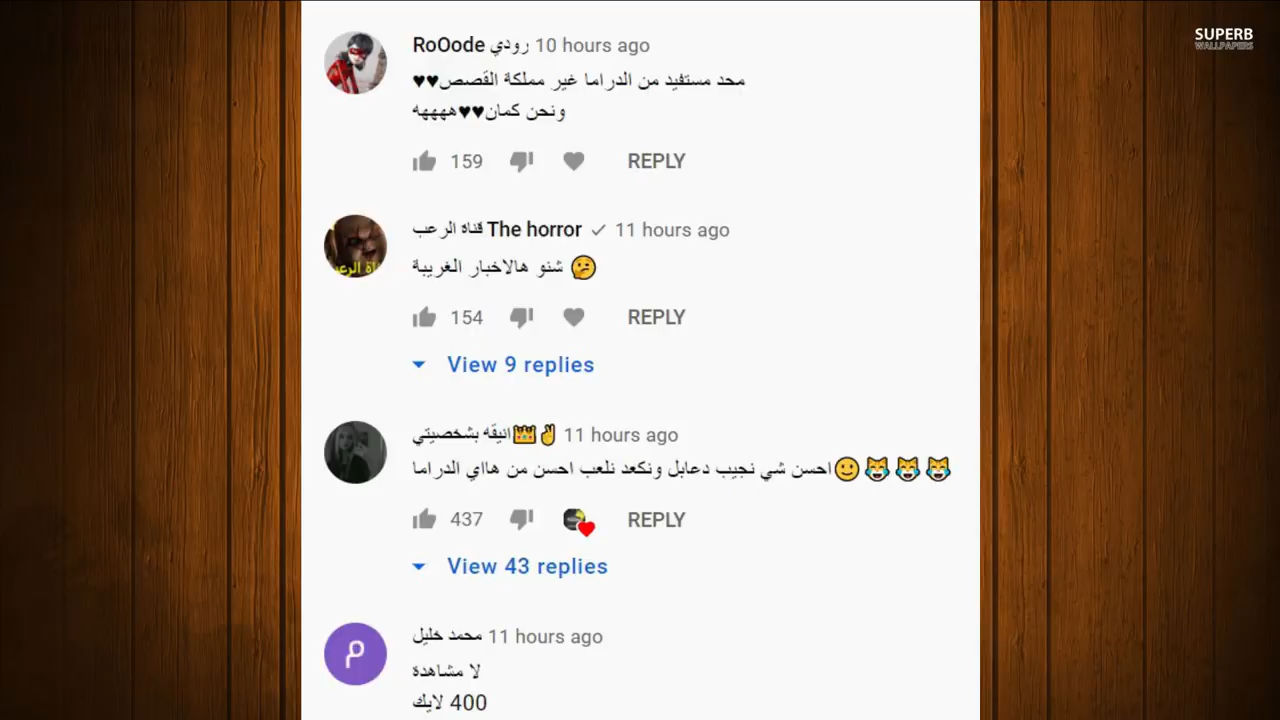 SUPERB
WALLPAPERS
RoOode رودي 10 hours ago
محد مستفيد من الدراما غير مملكة القصص♥♥
ونحن كمان♥♥هههه
159 REPLY
قناة الرعب The horror ✓ 11 hours ago
شنو هالاخبار الغريبة 🤔
154 REPLY
View 9 replies
انيقه بشخصيتي👑✌ 11 hours ago
احسن شي نجيب دعابل ونكعد نلعب احسن من هااي الدراما🙂😹😹😹
437 REPLY
View 43 replies
محمد خليل 11 hours ago
لا مشاهدة
400 لايك